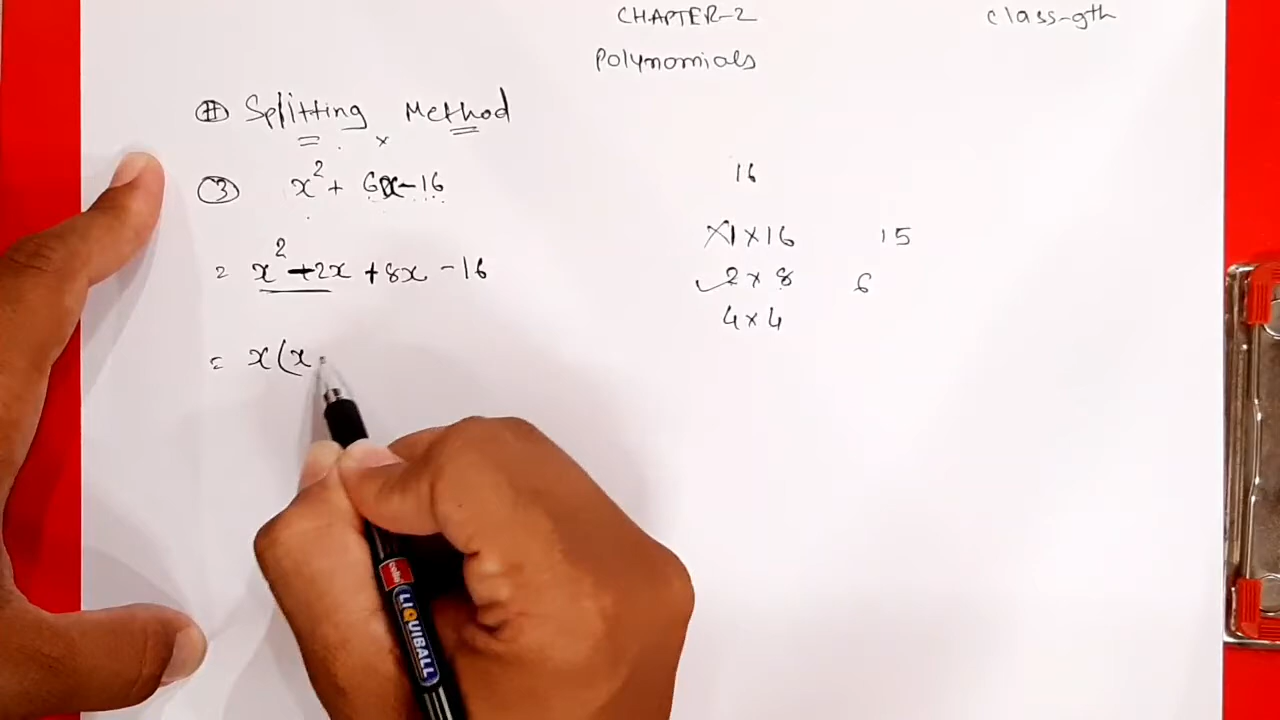 CHAPTER-2
Class-9th
Polynomials
Splitting Method
③ x² + 6x - 16
= x² - 2x + 8x - 16
= x(x
16
1 x 16 15
2 x 8 6
4 x 4
cello
LIQUIBALL